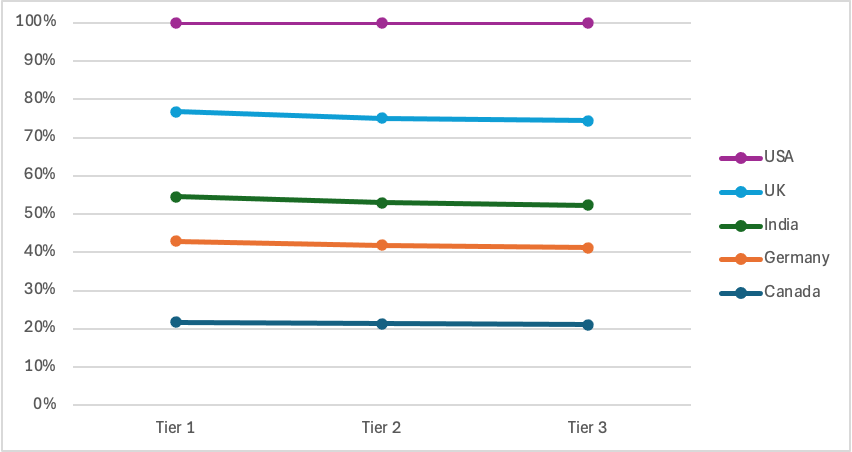 100%
90%
80%
70%
60%
50%
40%
30%
20%
10%
0%
Tier 1 Tier 2 Tier 3
USA
UK
India
Germany
Canada